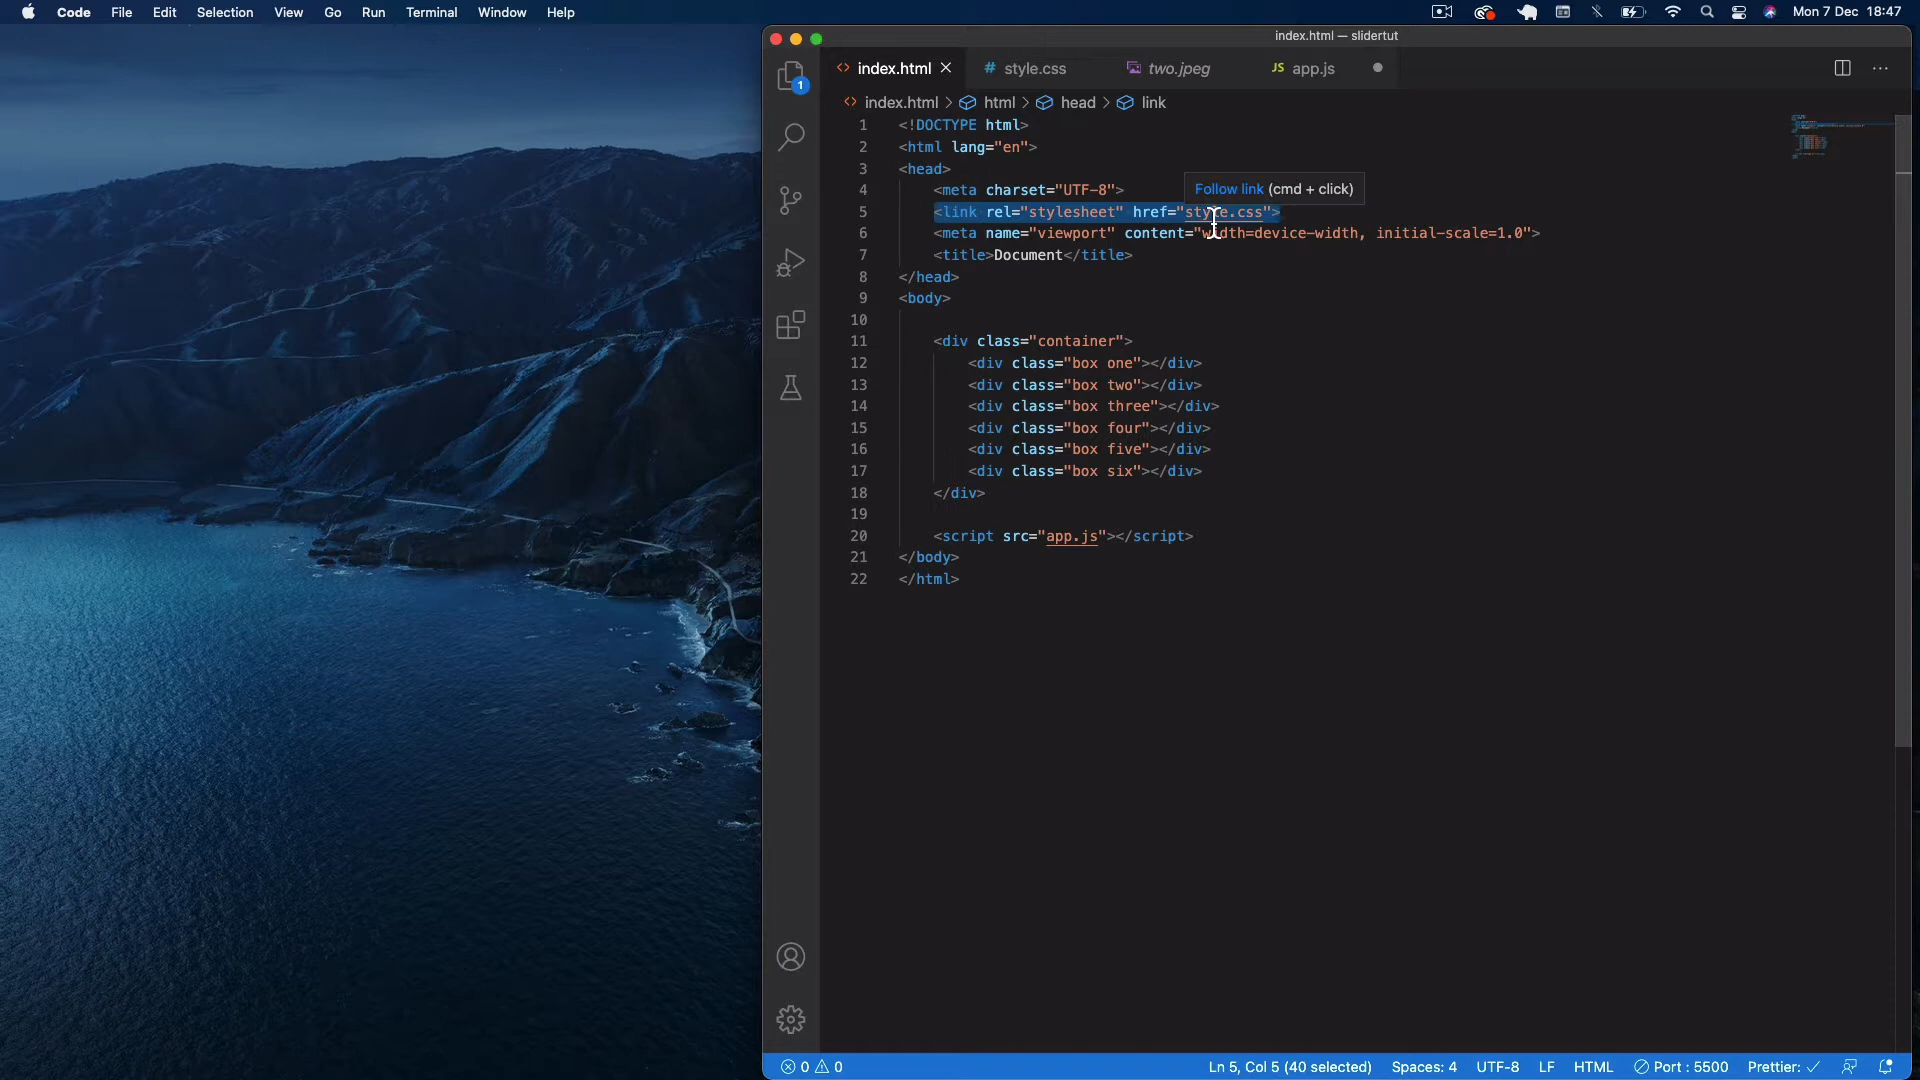 Code File Edit Selection View Go Run Terminal Window Help Mon 7 Dec 18:47
index.html — slidertut
index.html style.css two.jpeg JS app.js
1
index.html > html > head > link
1 <!DOCTYPE html>
2 <html lang="en">
3 <head>
4 <meta charset="UTF-8">
Follow link (cmd + click)
5 <link rel="stylesheet" href="style.css">
6 <meta name="viewport" content="width=device-width, initial-scale=1.0">
7 <title>Document</title>
8 </head>
9 <body>
10
11 <div class="container">
12 <div class="box one"></div>
13 <div class="box two"></div>
14 <div class="box three"></div>
15 <div class="box four"></div>
16 <div class="box five"></div>
17 <div class="box six"></div>
18 </div>
19
20 <script src="app.js"></script>
21 </body>
22 </html>
0 0 Ln 5, Col 5 (40 selected) Spaces: 4 UTF-8 LF HTML Port : 5500 Prettier: ✓